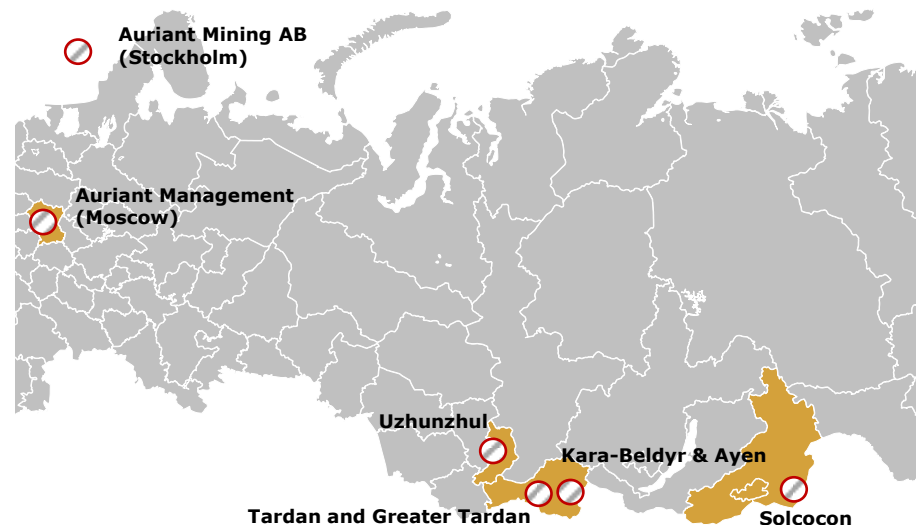 Auriant Mining AB
(Stockholm)
Auriant Management
(Moscow)
Uzhunzhul
Kara-Beldyr & Ayen
Tardan and Greater Tardan
Solcocon